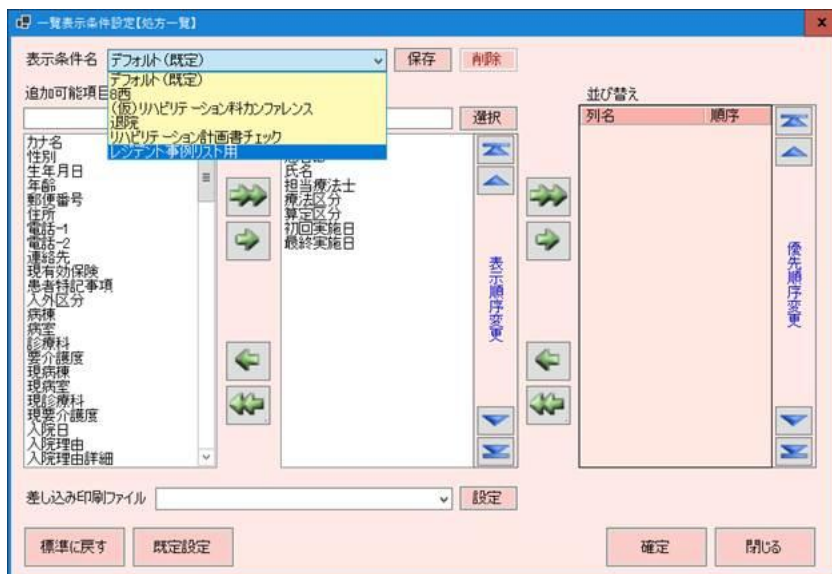 一覧表示条件設定【処方一覧】
x
表示条件名
デフォルト(既定)
保存
削除
デフォルト(既定)
8西
(仮)リハビリテーション科カンファレンス
退院
リハビリテーション計画書チェック
レジデント事例リスト用
追加可能項目
選択
並び替え
列名
順序
カナ名
性別
生年月日
年齢
郵便番号
住所
電話-1
電話-2
連絡先
現有効保険
患者特記事項
入外区分
病棟
病室
診療科
要介護度
現病棟
現病室
現診療科
現要介護度
入院日
入院理由
入院理由詳細
氏名
担当療法士
療法区分
算定区分
初回実施日
最終実施日
表示順序変更
優先順序変更
差し込み印刷ファイル
設定
標準に戻す
既定設定
確定
閉じる